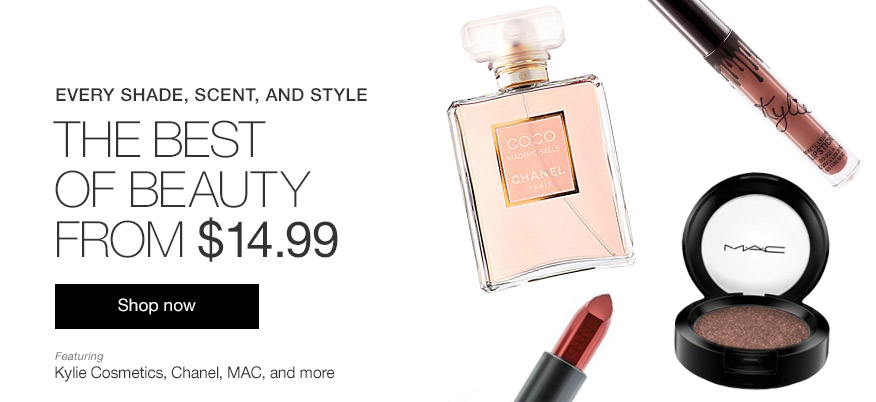 EVERY SHADE, SCENT, AND STYLE
THE BEST
OF BEAUTY
FROM $14.99
Shop now
Featuring
Kylie Cosmetics, Chanel, MAC, and more
COCO
MADEMOISELLE
CHANEL
PARIS
Kylie
MAC